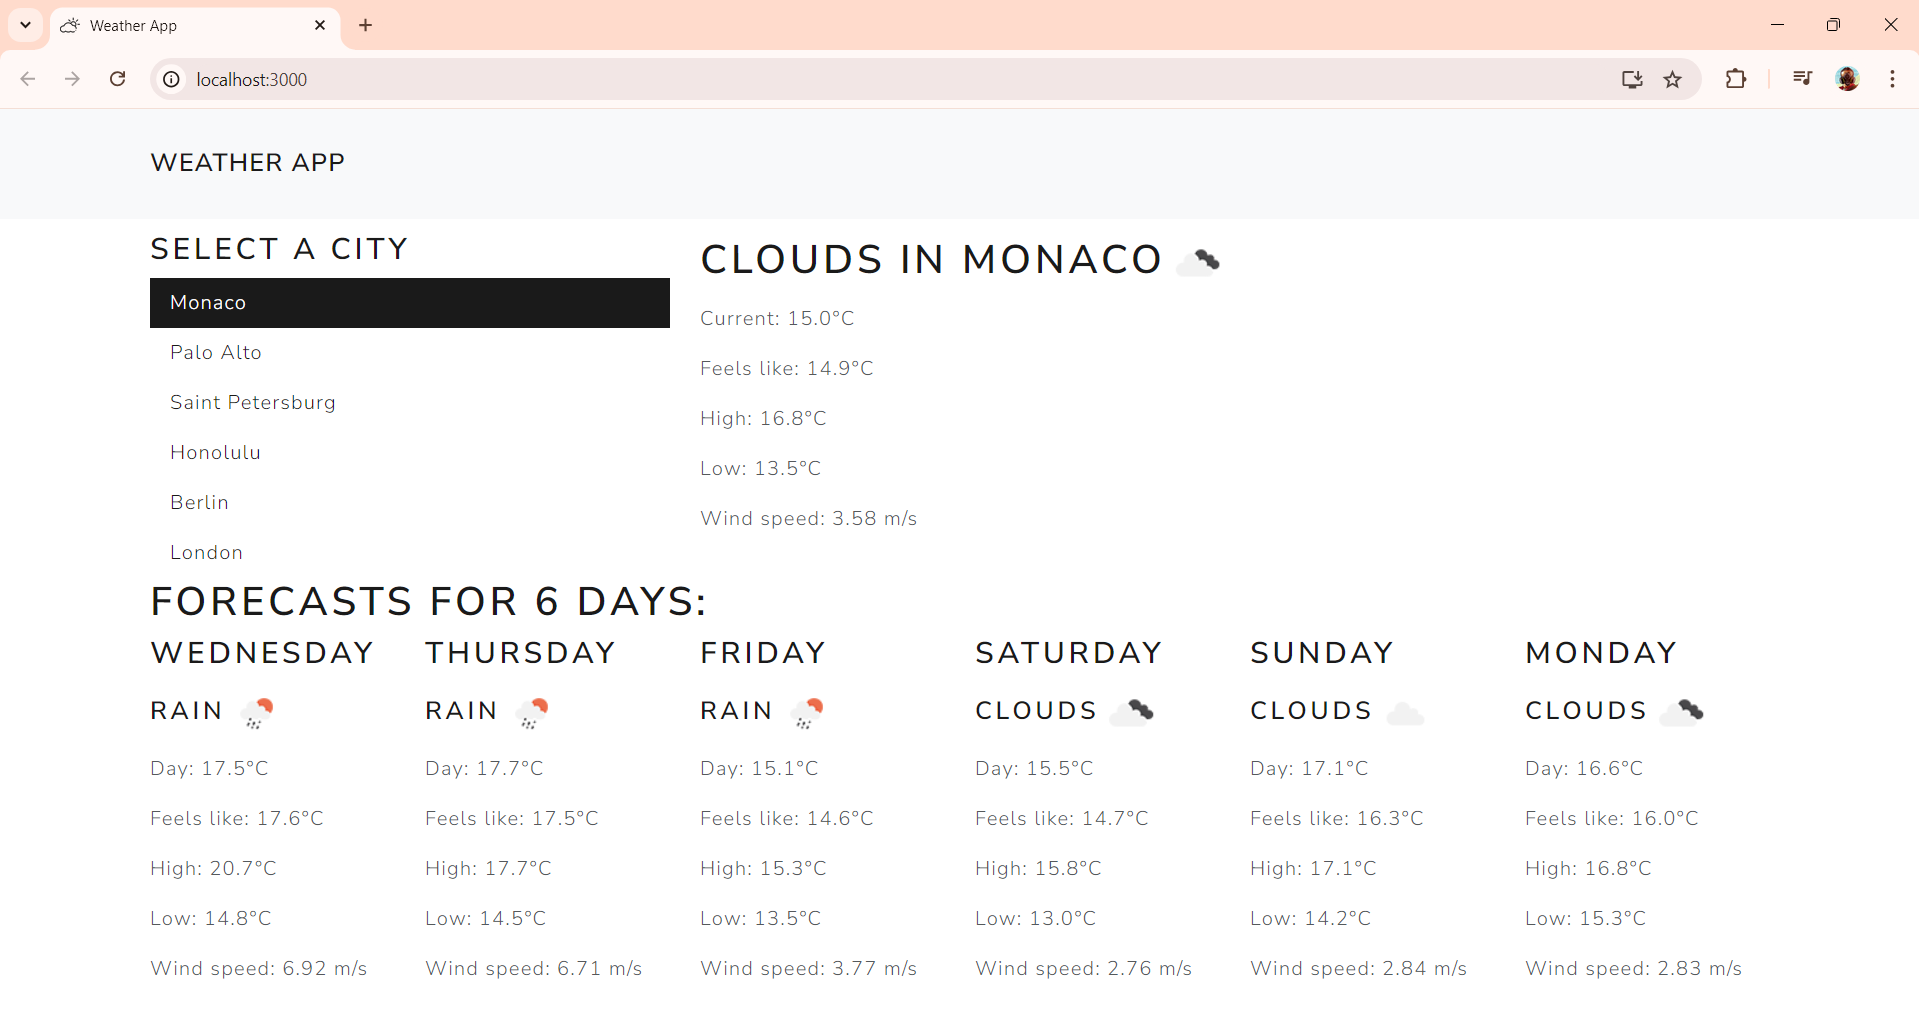 Weather App
localhost:3000
WEATHER APP
SELECT A CITY
Monaco
Palo Alto
Saint Petersburg
Honolulu
Berlin
London
CLOUDS IN MONACO
Current: 15.0°C
Feels like: 14.9°C
High: 16.8°C
Low: 13.5°C
Wind speed: 3.58 m/s
FORECASTS FOR 6 DAYS:
WEDNESDAY
RAIN
Day: 17.5°C
Feels like: 17.6°C
High: 20.7°C
Low: 14.8°C
Wind speed: 6.92 m/s
THURSDAY
RAIN
Day: 17.7°C
Feels like: 17.5°C
High: 17.7°C
Low: 14.5°C
Wind speed: 6.71 m/s
FRIDAY
RAIN
Day: 15.1°C
Feels like: 14.6°C
High: 15.3°C
Low: 13.5°C
Wind speed: 3.77 m/s
SATURDAY
CLOUDS
Day: 15.5°C
Feels like: 14.7°C
High: 15.8°C
Low: 13.0°C
Wind speed: 2.76 m/s
SUNDAY
CLOUDS
Day: 17.1°C
Feels like: 16.3°C
High: 17.1°C
Low: 14.2°C
Wind speed: 2.84 m/s
MONDAY
CLOUDS
Day: 16.6°C
Feels like: 16.0°C
High: 16.8°C
Low: 15.3°C
Wind speed: 2.83 m/s